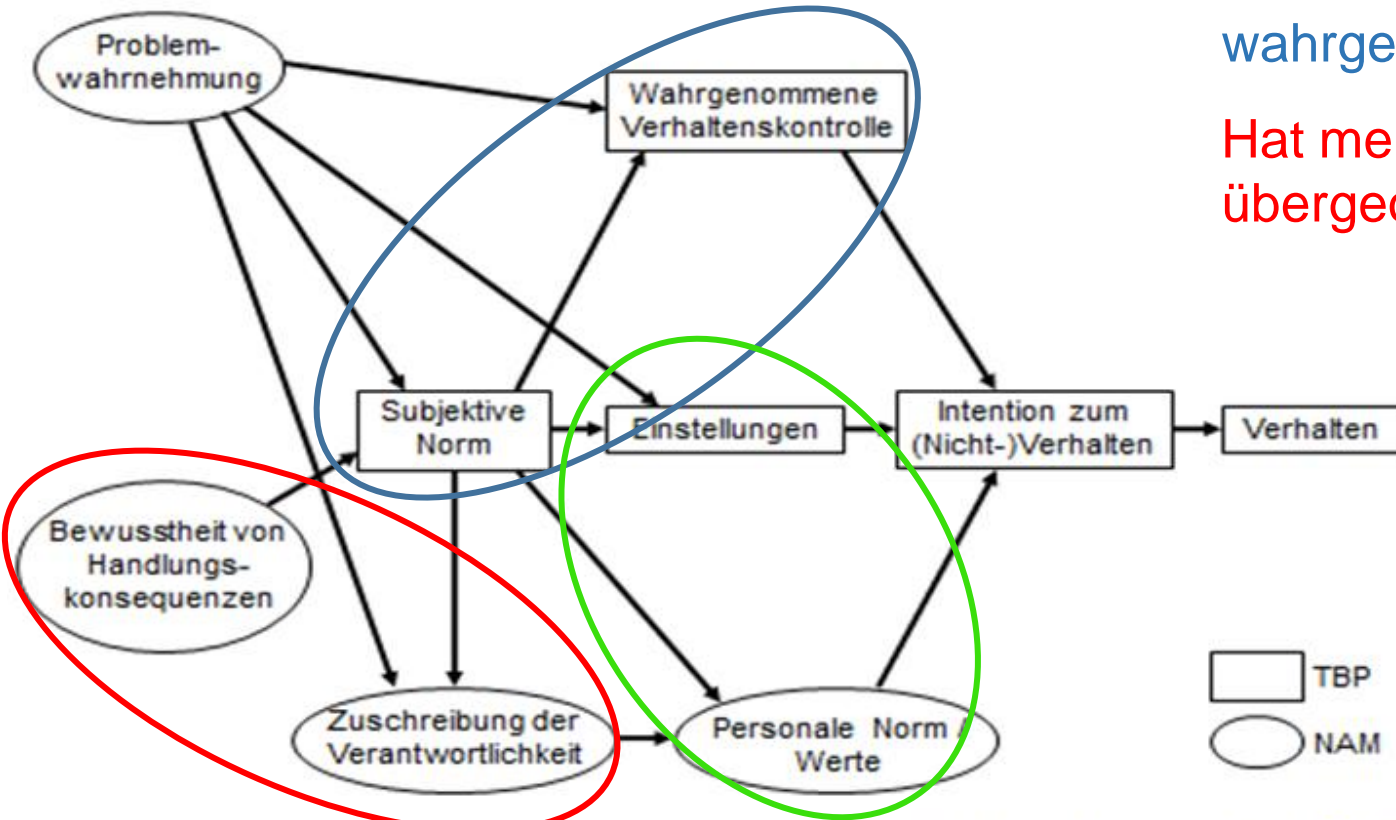 Problem-
wahrnehmung
wahrge
Wahrgenommene
Verhaltenskontrolle
Hat me
Subjektive
Norm
Einstellungen
Intention zum
(Nicht-)Verhalten
Verhalten
Bewusstheit von
Handlungs-
konsequenzen
Zuschreibung der
Verantwortlichkeit
Personale Norm /
Werte
TBP
NAM